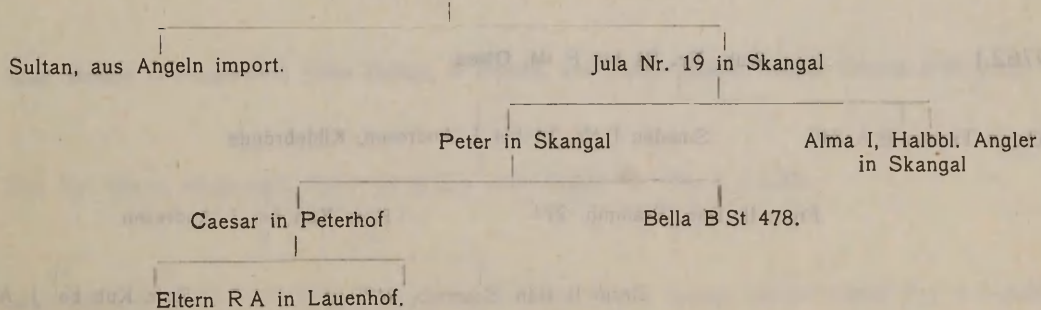 Sultan, aus Angeln import. Jula Nr. 19 in Skangal
Peter in Skangal Alma I, Halbbl. Angler
in Skangal
Caesar in Peterhof Bella B St 478.
Eltern R A in Lauenhof.